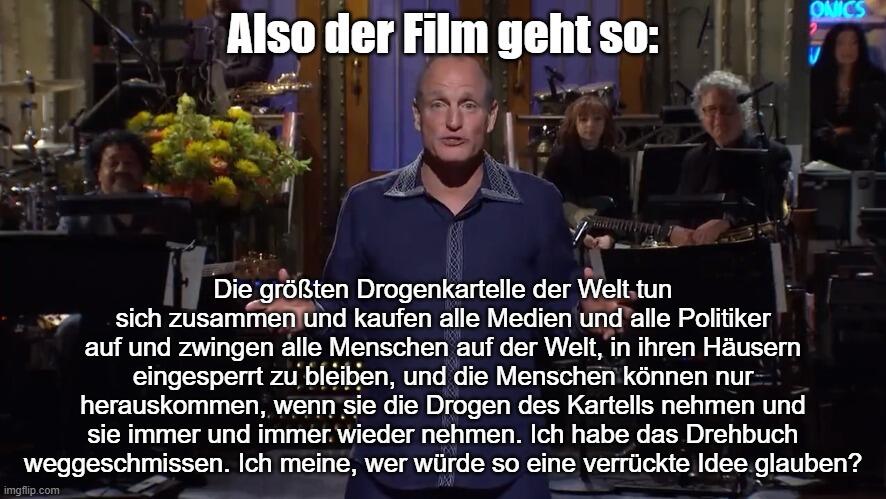 ONICS
Also der Film geht so:
Die größten Drogenkartelle der Welt tun
sich zusammen und kaufen alle Medien und alle Politiker
auf und zwingen alle Menschen auf der Welt, in ihren Häusern
eingesperrt zu bleiben, und die Menschen können nur
herauskommen, wenn sie die Drogen des Kartells nehmen und
sie immer und immer wieder nehmen. Ich habe das Drehbuch
weggeschmissen. Ich meine, wer würde so eine verrückte Idee glauben?
imgflip.com